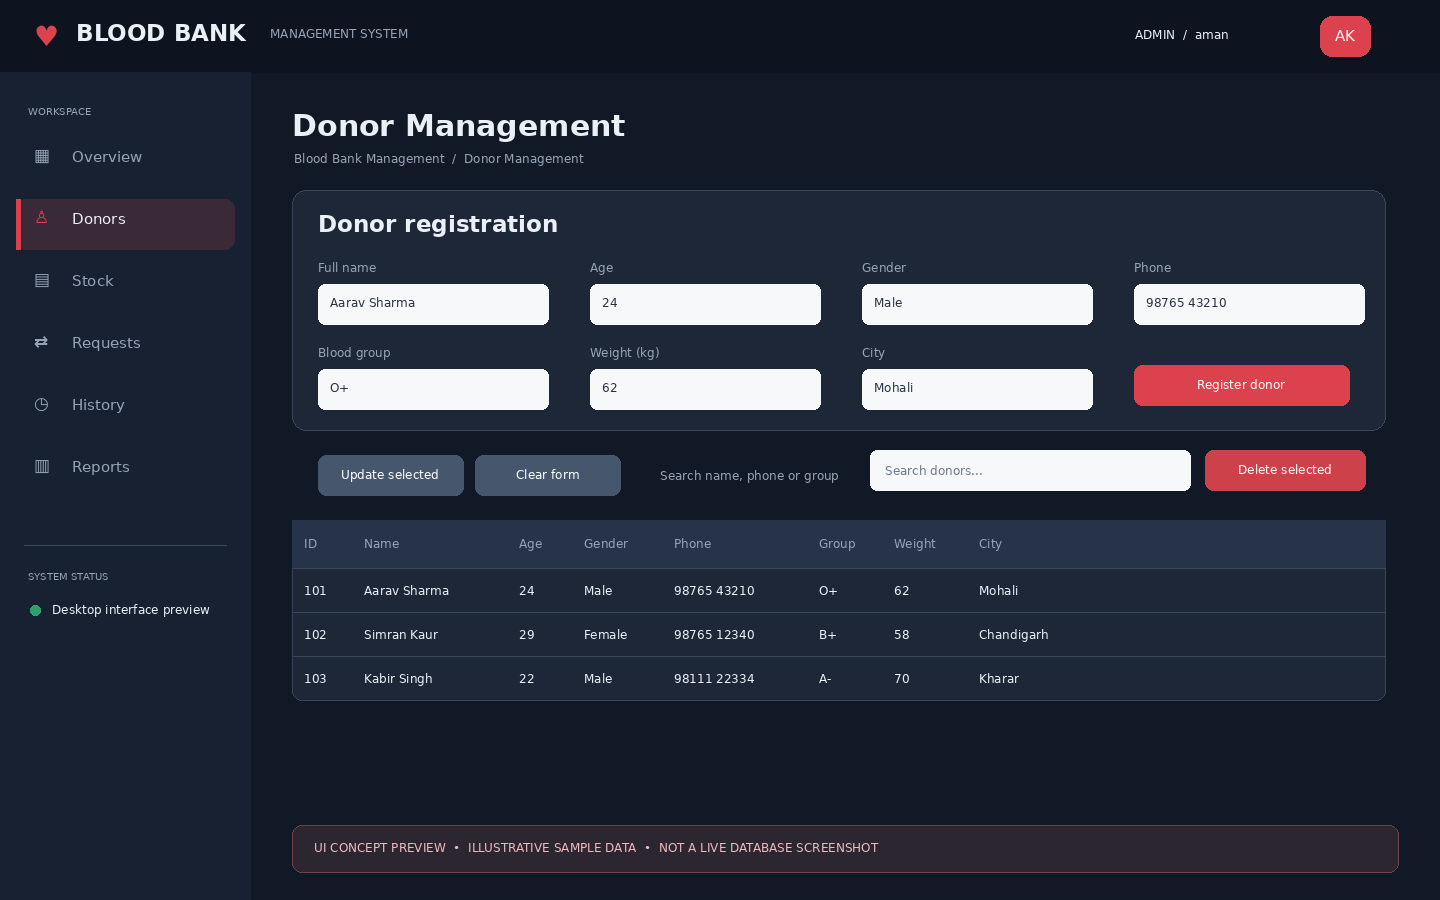 ♥ BLOOD BANK MANAGEMENT SYSTEM ADMIN / aman AK
WORKSPACE
Overview
Donors
Stock
Requests
History
Reports
SYSTEM STATUS
Desktop interface preview
Donor Management
Blood Bank Management / Donor Management
Donor registration
Full name Age Gender Phone
Aarav Sharma 24 Male 98765 43210
Blood group Weight (kg) City
O+ 62 Mohali Register donor
Update selected Clear form Search name, phone or group Search donors... Delete selected
ID Name Age Gender Phone Group Weight City
101 Aarav Sharma 24 Male 98765 43210 O+ 62 Mohali
102 Simran Kaur 29 Female 98765 12340 B+ 58 Chandigarh
103 Kabir Singh 22 Male 98111 22334 A- 70 Kharar
UI CONCEPT PREVIEW • ILLUSTRATIVE SAMPLE DATA • NOT A LIVE DATABASE SCREENSHOT